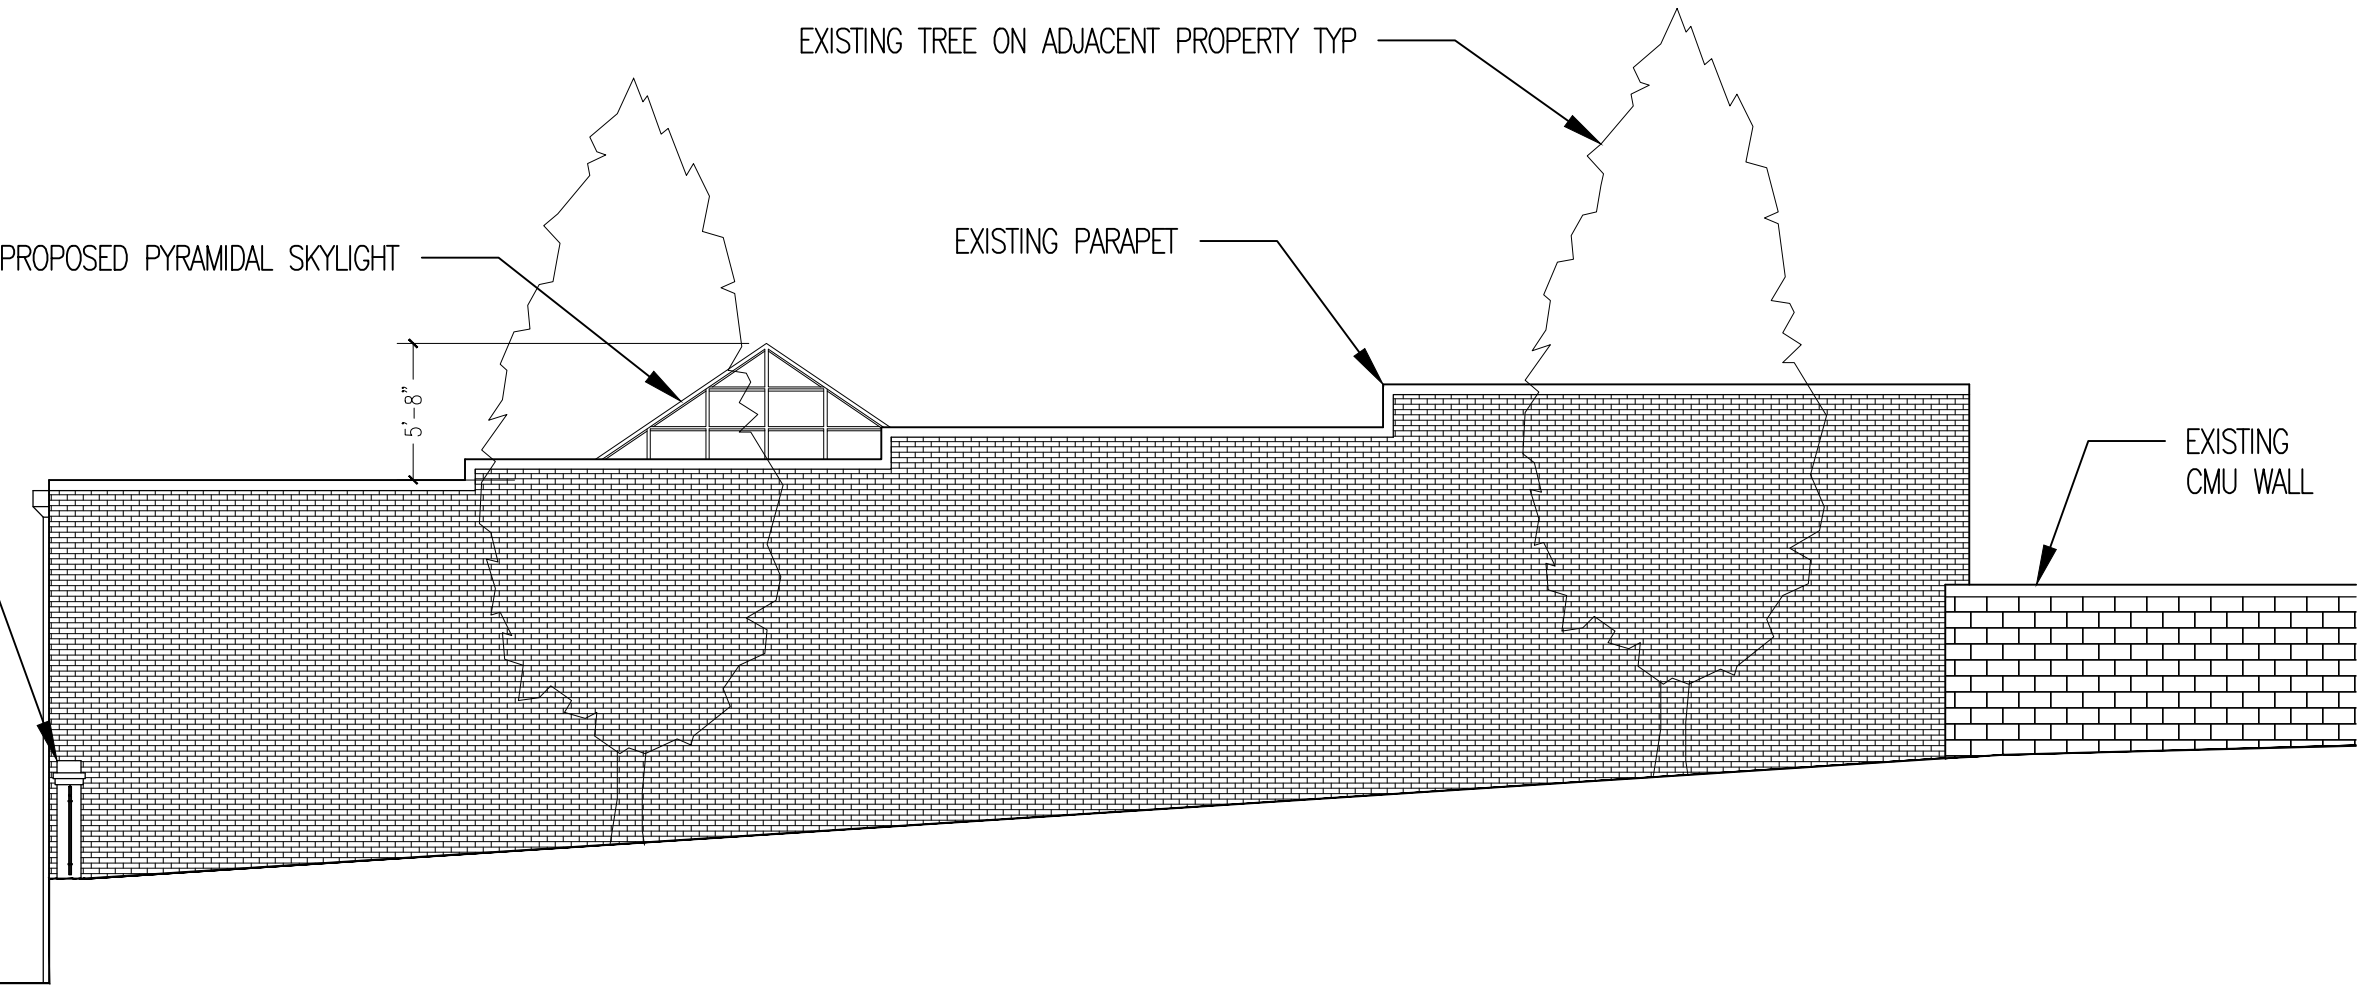 EXISTING TREE ON ADJACENT PROPERTY TYP
EXISTING PARAPET
PROPOSED PYRAMIDAL SKYLIGHT
5'-8"
EXISTING
CMU WALL